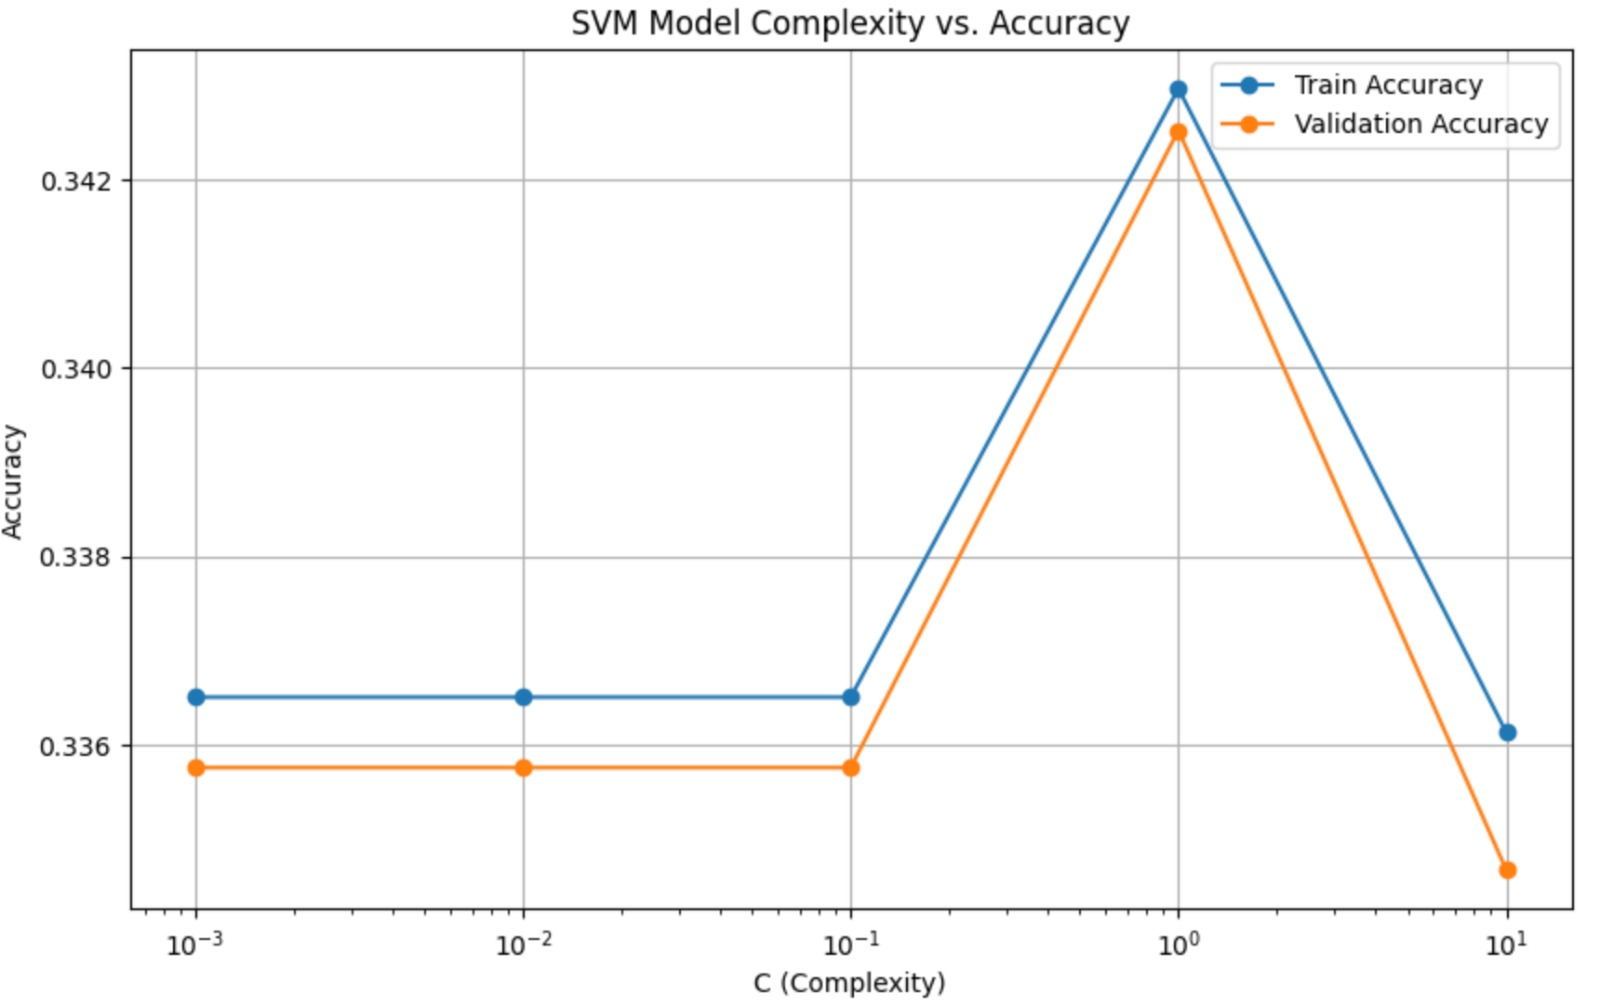 SVM Model Complexity vs. Accuracy
Train Accuracy
Validation Accuracy
Accuracy
0.342
0.340
0.338
0.336
10⁻³ 10⁻² 10⁻¹ 10⁰ 10¹
C (Complexity)